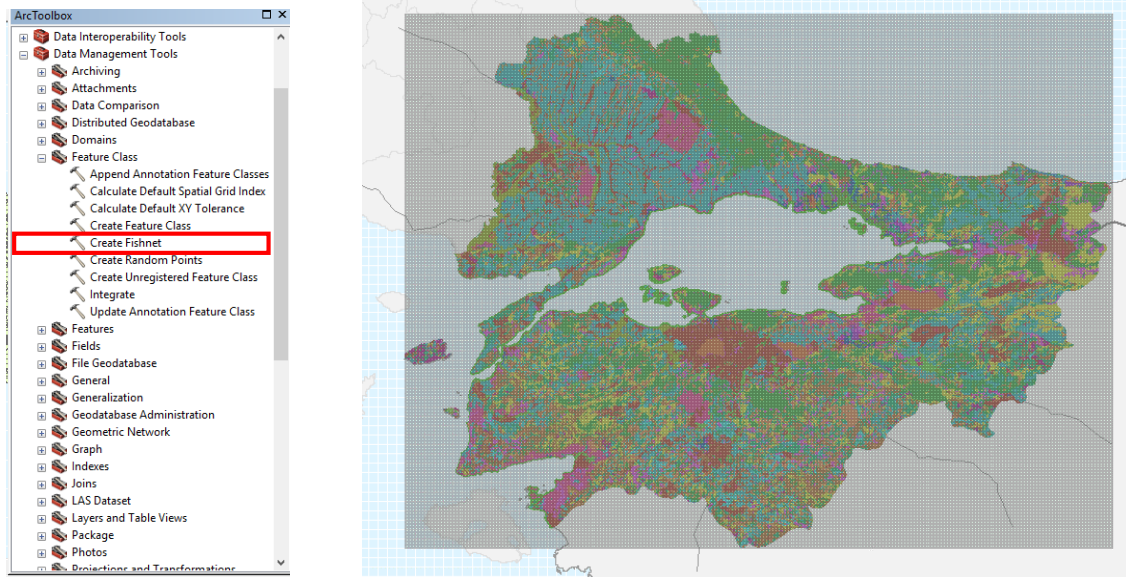 ArcToolbox
Data Interoperability Tools
Data Management Tools
Archiving
Attachments
Data Comparison
Distributed Geodatabase
Domains
Feature Class
Append Annotation Feature Classes
Calculate Default Spatial Grid Index
Calculate Default XY Tolerance
Create Feature Class
Create Fishnet
Create Random Points
Create Unregistered Feature Class
Integrate
Update Annotation Feature Class
Features
Fields
File Geodatabase
General
Generalization
Geodatabase Administration
Geometric Network
Graph
Indexes
Joins
LAS Dataset
Layers and Table Views
Package
Photos
Projections and Transformations